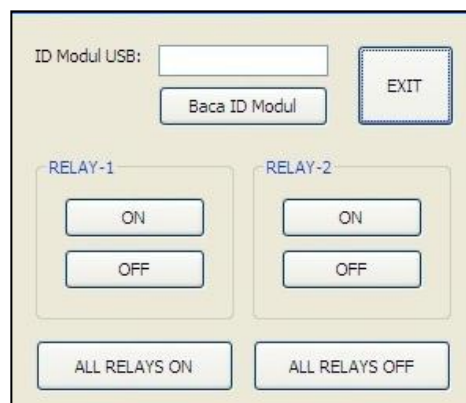 ID Modul USB:
EXIT
Baca ID Modul
RELAY-1
RELAY-2
ON
ON
OFF
OFF
ALL RELAYS ON
ALL RELAYS OFF